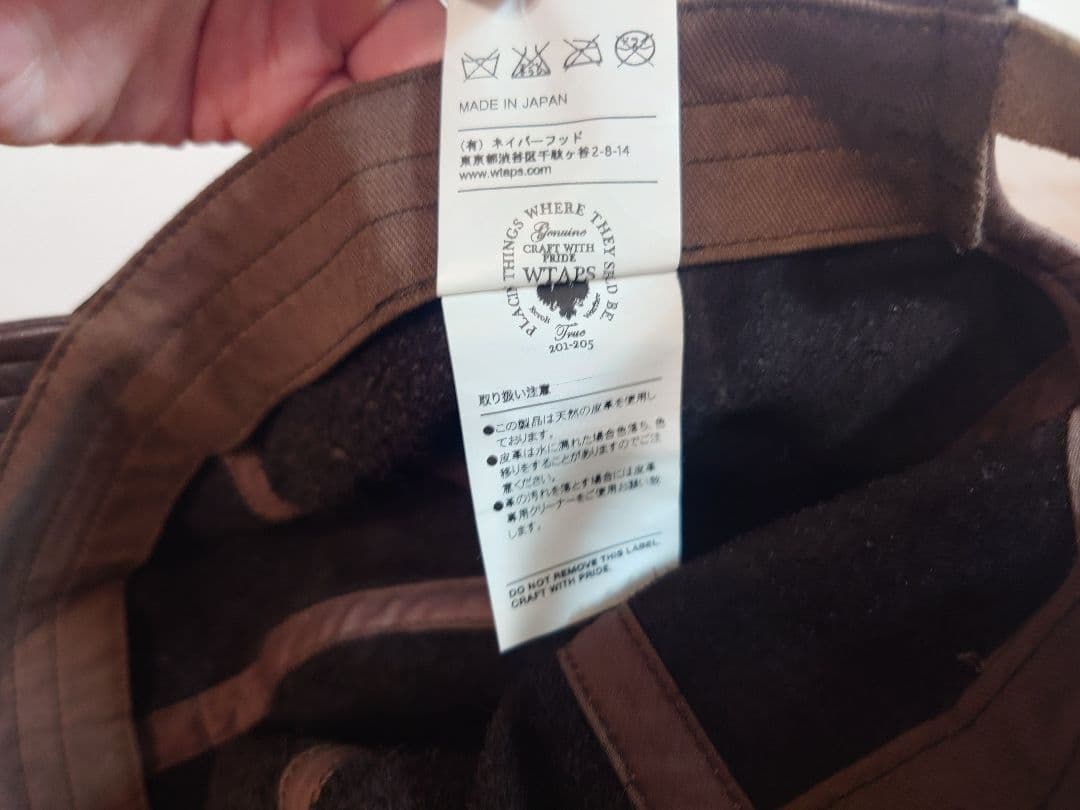 MADE IN JAPAN
(有) ネイバーフッド
東京都渋谷区千駄ヶ谷2-8-14
www.wtaps.com
PLACID THINGS WHERE THEY SH'D BE
Genuine
CRAFT WITH
PRIDE
WTAPS
Revolt
Weather
True
201-205
取り扱い注意
●この製品は天然の皮革を使用し
ております。
●皮革は水に濡れた場合色落ち、色
移りをすることがありますのでご注
意ください。
●革の汚れを落とす場合には皮革
専用クリーナーをご使用お願い致
します。
DO NOT REMOVE THIS LABEL.
CRAFT WITH PRIDE.